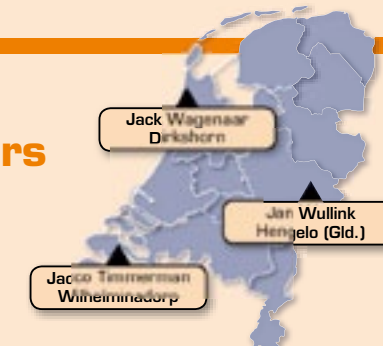 Jack Wagenaar
Dirkshorn
rs
Jan Wullink
Hengelo (Gld.)
Jacco Timmerman
Wilhelminadorp